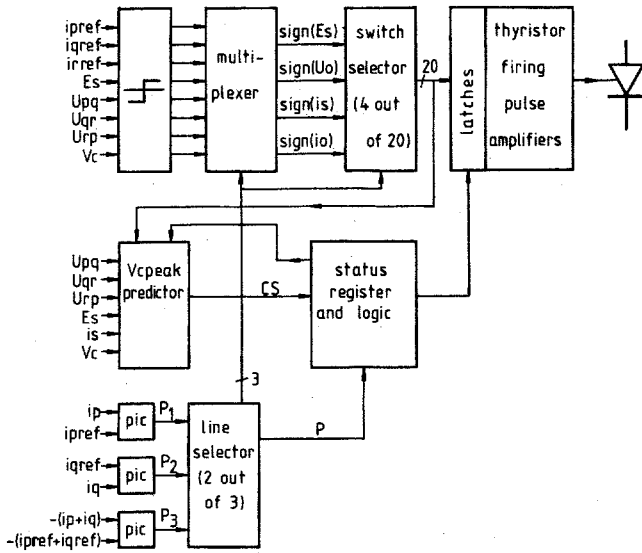 ipref
iqref
irref
Es
Upq
Uqr
Urp
Vc
multi-
plexer
sign(Es)
sign(Uo)
sign(is)
sign(io)
switch
selector
(4 out
of 20)
20
latches
thyristor
firing
pulse
amplifiers
Upq
Uqr
Urp
Es
is
Vc
Vcpeak
predictor
CS
status
register
and logic
3
ip
ipref
pic
P1
iqref
iq
pic
P2
-(ip+iq)
-(ipref+iqref)
pic
P3
line
selector
(2 out
of 3)
P